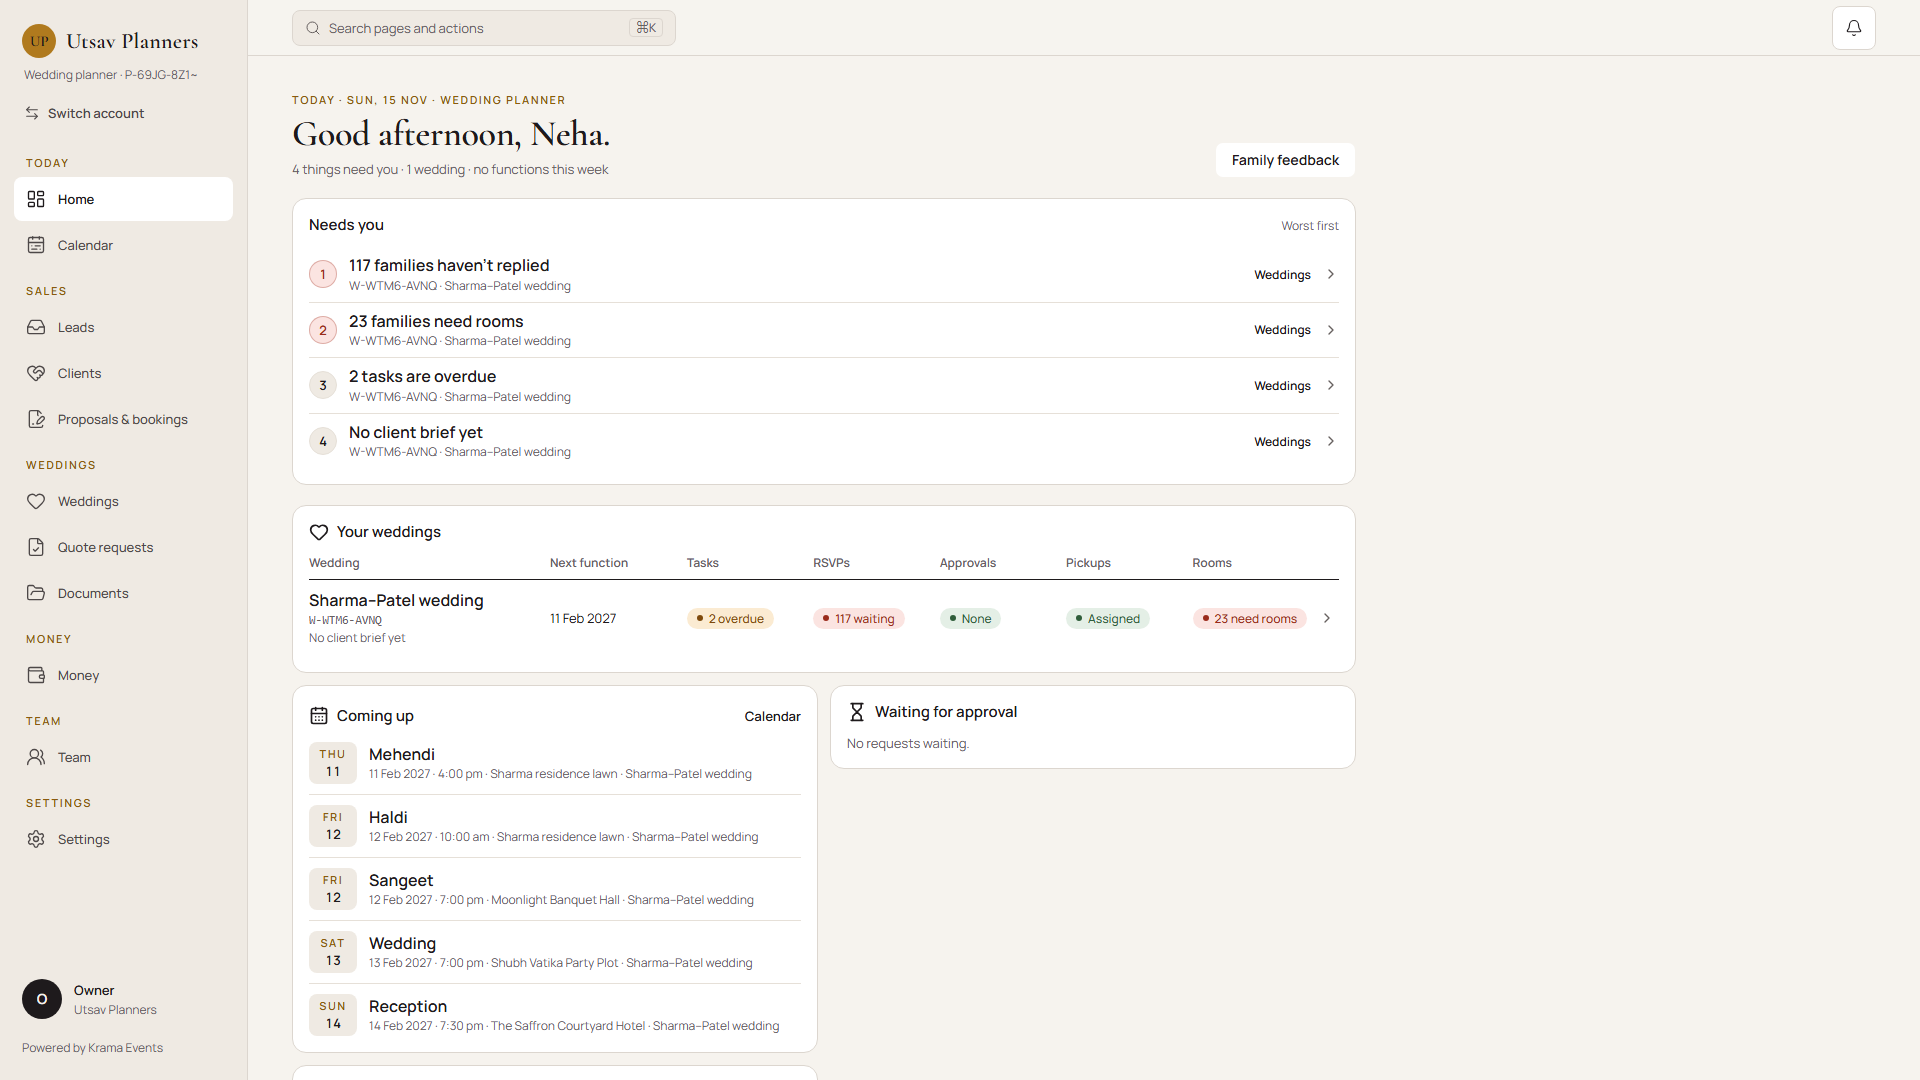 UP Utsav Planners
Wedding planner · P-69JG-8Z1~
Switch account
TODAY
Home
Calendar
SALES
Leads
Clients
Proposals & bookings
WEDDINGS
Weddings
Quote requests
Documents
MONEY
Money
TEAM
Team
SETTINGS
Settings
O Owner
Utsav Planners
Powered by Krama Events
Search pages and actions ⌘K
TODAY · SUN, 15 NOV · WEDDING PLANNER
Good afternoon, Neha.
4 things need you · 1 wedding · no functions this week
Family feedback
Needs you Worst first
1 117 families haven't replied Weddings
W-WTM6-AVNQ · Sharma–Patel wedding
2 23 families need rooms Weddings
W-WTM6-AVNQ · Sharma–Patel wedding
3 2 tasks are overdue Weddings
W-WTM6-AVNQ · Sharma–Patel wedding
4 No client brief yet Weddings
W-WTM6-AVNQ · Sharma–Patel wedding
Your weddings
Wedding Next function Tasks RSVPs Approvals Pickups Rooms
Sharma–Patel wedding
W-WTM6-AVNQ
No client brief yet
11 Feb 2027 2 overdue 117 waiting None Assigned 23 need rooms
Coming up Calendar
THU 11 Mehendi
11 Feb 2027 · 4:00 pm · Sharma residence lawn · Sharma–Patel wedding
FRI 12 Haldi
12 Feb 2027 · 10:00 am · Sharma residence lawn · Sharma–Patel wedding
FRI 12 Sangeet
12 Feb 2027 · 7:00 pm · Moonlight Banquet Hall · Sharma–Patel wedding
SAT 13 Wedding
13 Feb 2027 · 7:00 pm · Shubh Vatika Party Plot · Sharma–Patel wedding
SUN 14 Reception
14 Feb 2027 · 7:30 pm · The Saffron Courtyard Hotel · Sharma–Patel wedding
Waiting for approval
No requests waiting.